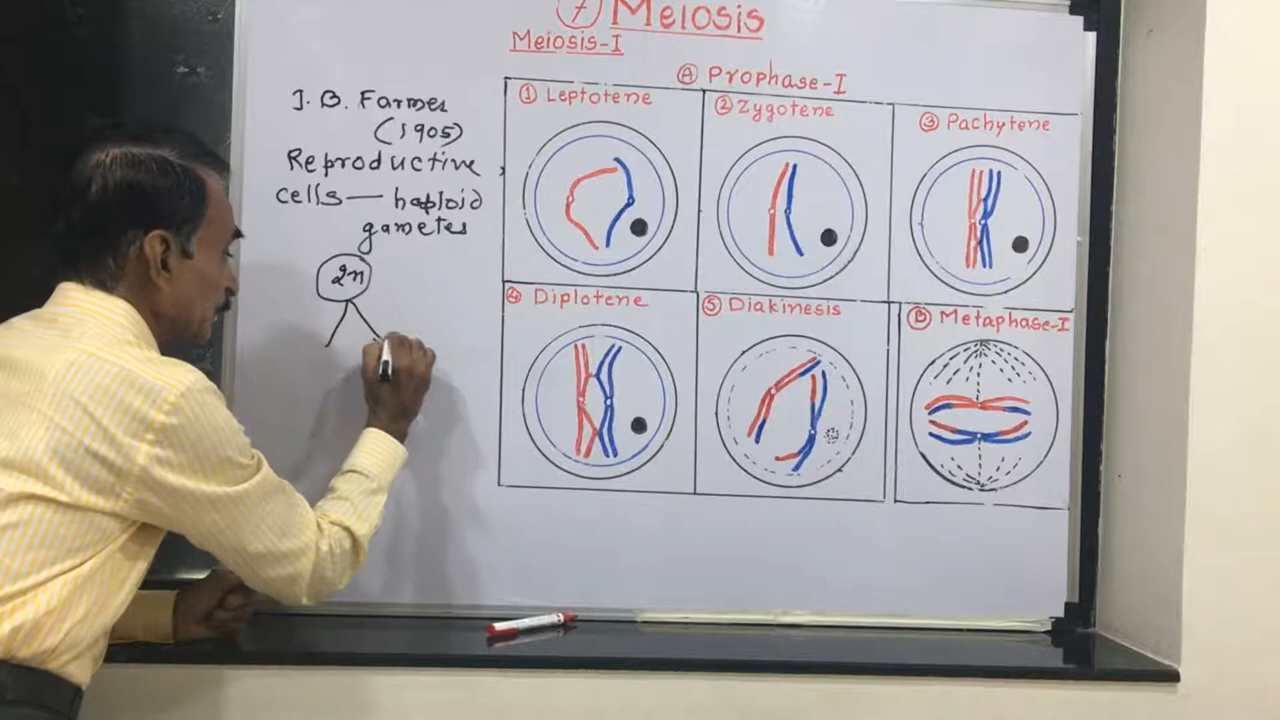 7 Meiosis
Meiosis-I
J. B. Farmer
(1905)
Reproductive
cells — haploid
gametes
2n
A Prophase-I
1 Leptotene
2 Zygotene
3 Pachytene
4 Diplotene
5 Diakinesis
B Metaphase-I